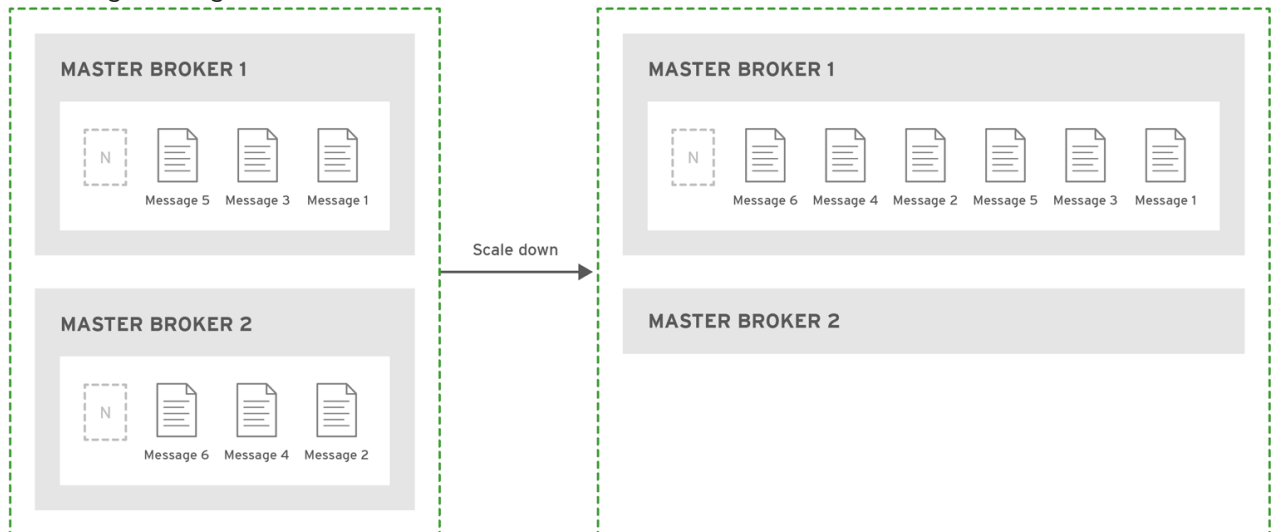 MASTER BROKER 1
N
Message 5 Message 3 Message 1
MASTER BROKER 2
N
Message 6 Message 4 Message 2
Scale down
MASTER BROKER 1
N
Message 6 Message 4 Message 2 Message 5 Message 3 Message 1
MASTER BROKER 2